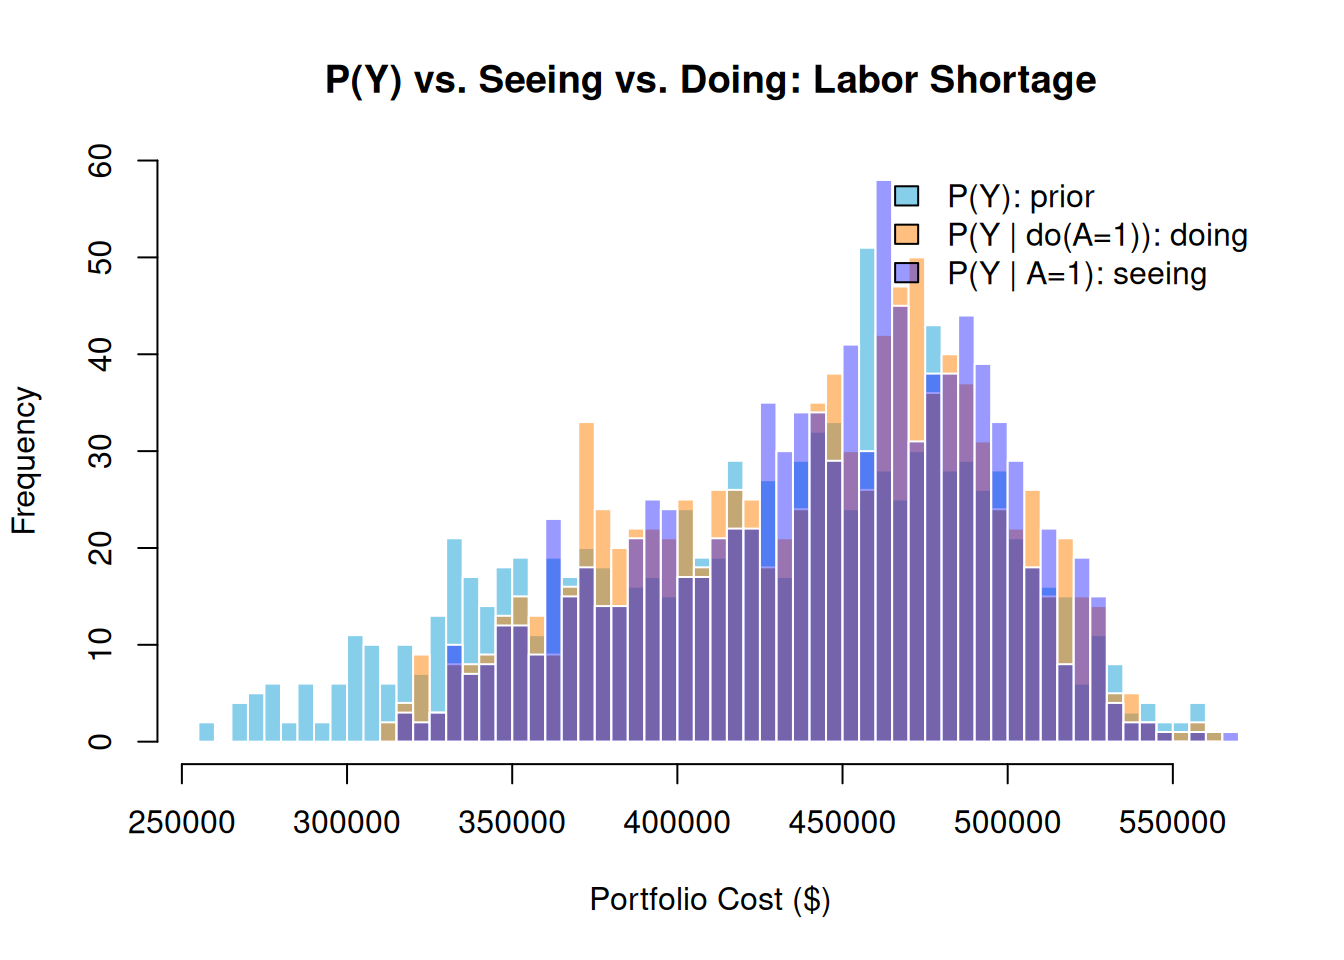 P(Y) vs. Seeing vs. Doing: Labor Shortage
P(Y): prior
P(Y | do(A=1)): doing
P(Y | A=1): seeing
Frequency
60
50
40
30
20
10
0
250000 300000 350000 400000 450000 500000 550000
Portfolio Cost ($)